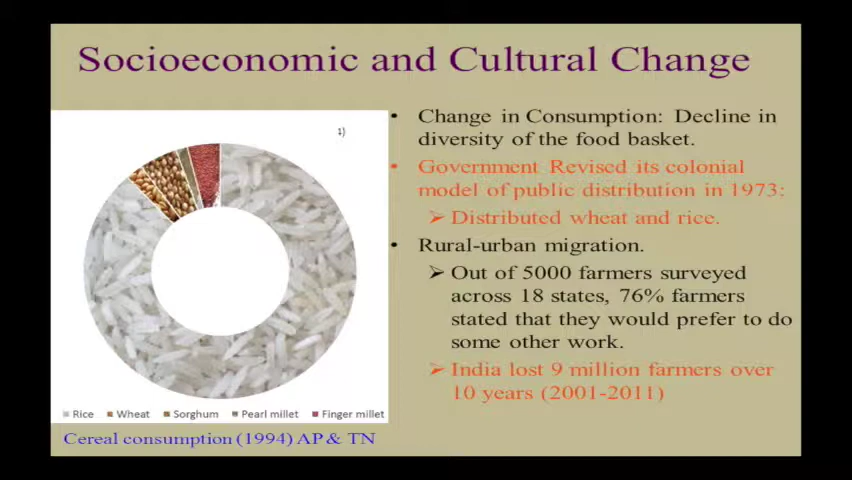 Socioeconomic and Cultural Change
4)
Rice Wheat Sorghum Pearl millet Finger millet
Cereal consumption (1994) AP & TN
• Change in Consumption: Decline in
diversity of the food basket.
• Government Revised its colonial
model of public distribution in 1973:
➢ Distributed wheat and rice.
• Rural-urban migration.
➢ Out of 5000 farmers surveyed
across 18 states, 76% farmers
stated that they would prefer to do
some other work.
➢ India lost 9 million farmers over
10 years (2001-2011)